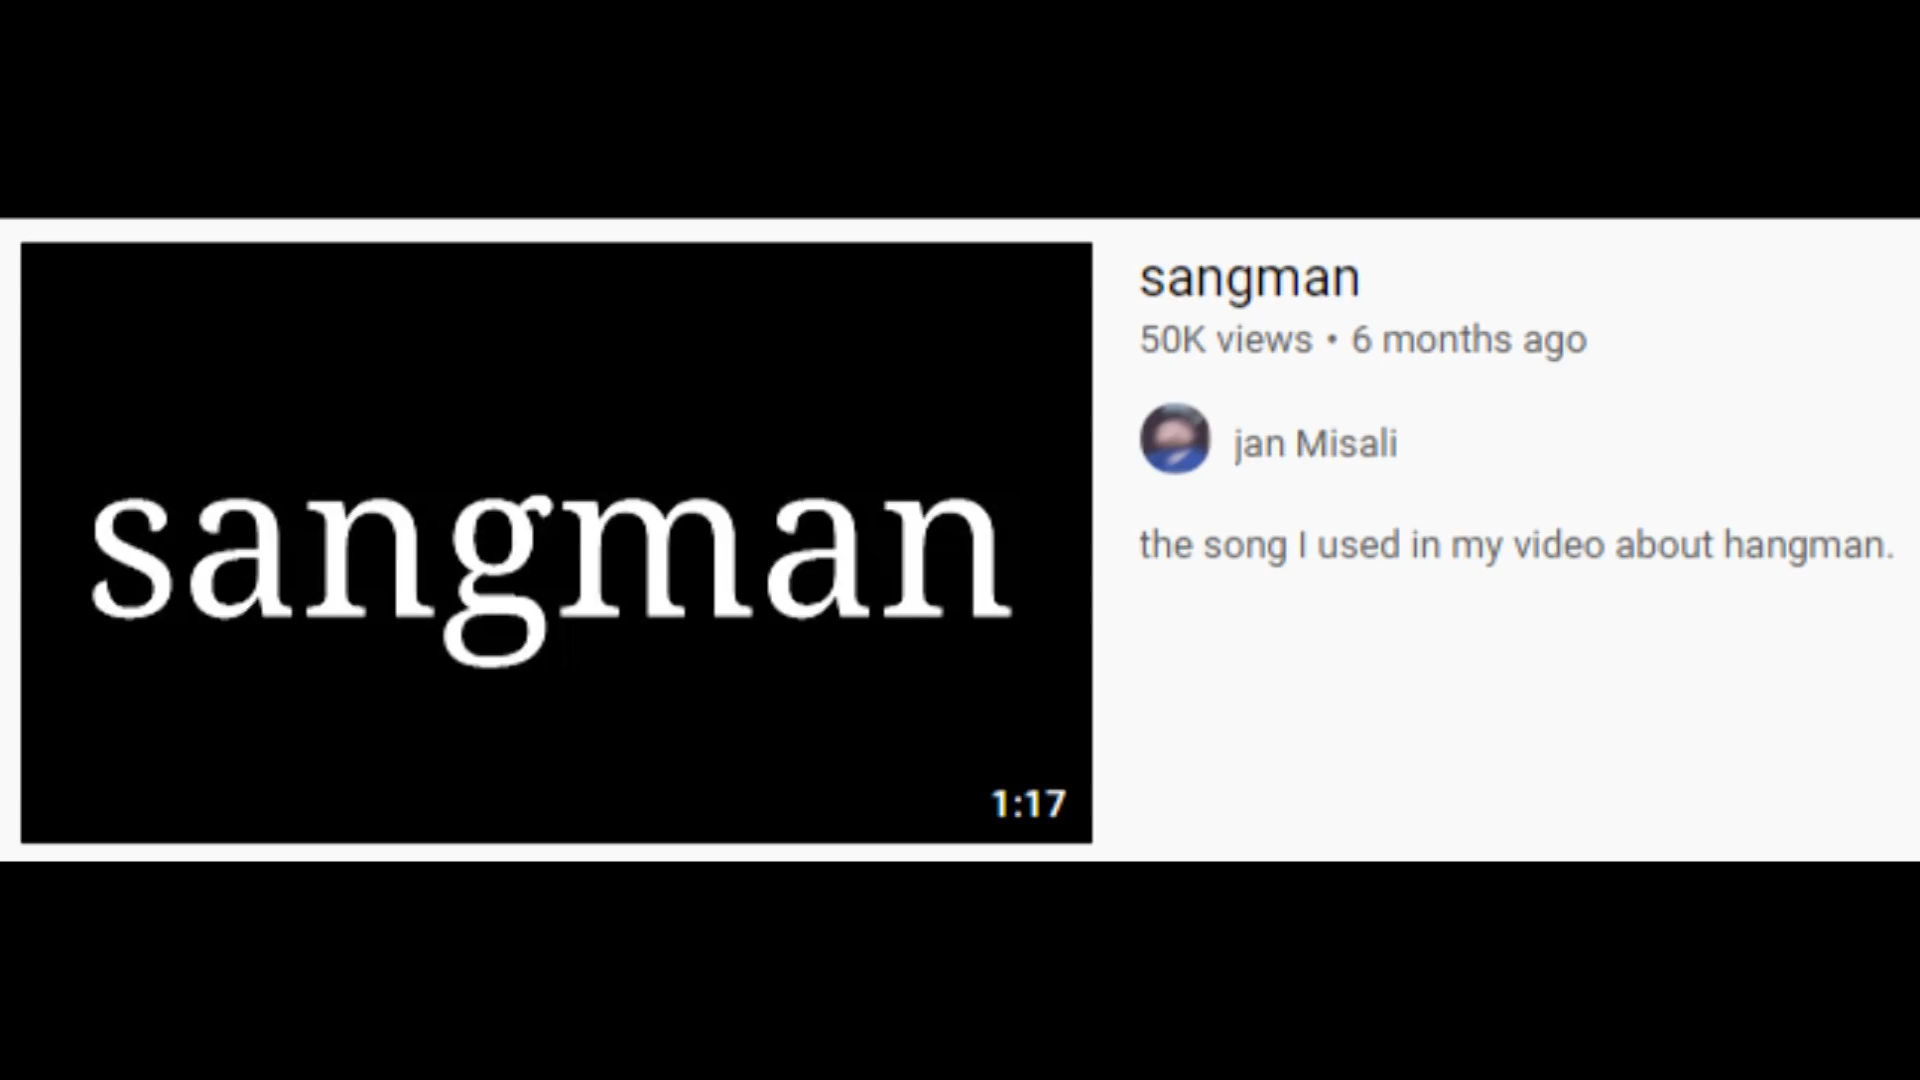 sangman
1:17
sangman
50K views • 6 months ago
jan Misali
the song I used in my video about hangman.